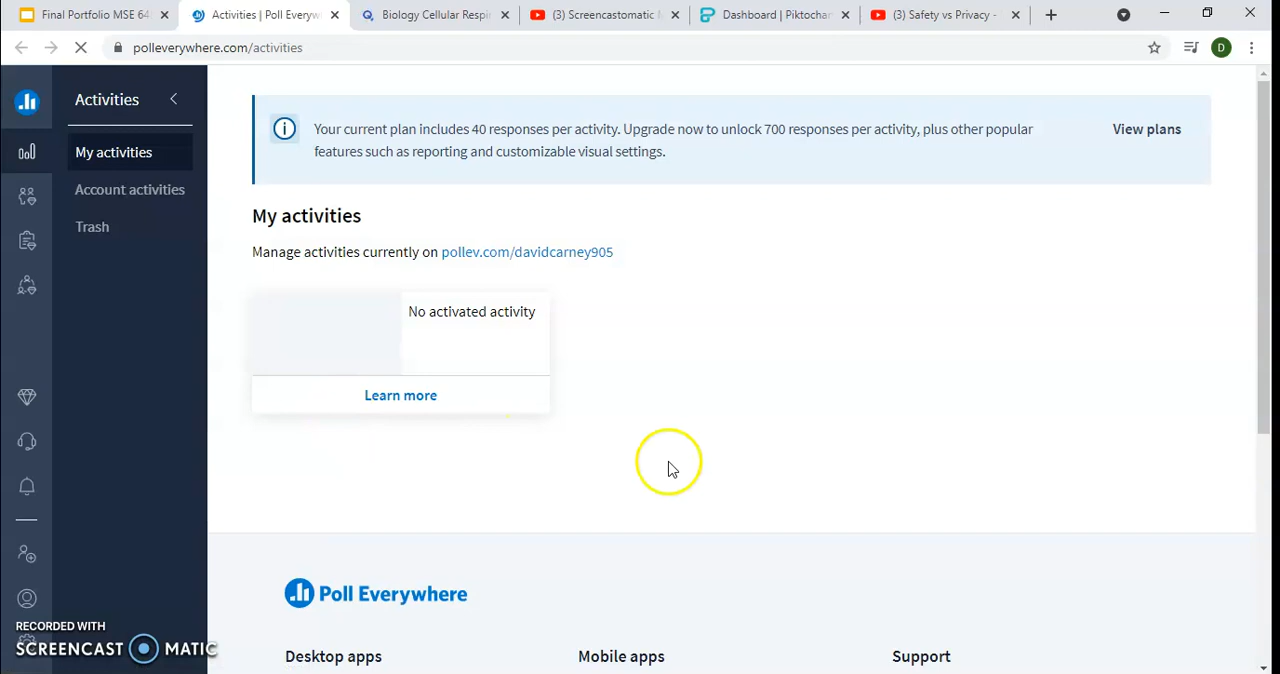 Final Portfolio MSE 64
Activities | Poll Everyw
Biology Cellular Respi
(3) Screencastomatic
Dashboard | Piktochar
(3) Safety vs Privacy -
polleverywhere.com/activities
D
Activities
My activities
Account activities
Trash
Your current plan includes 40 responses per activity. Upgrade now to unlock 700 responses per activity, plus other popular
features such as reporting and customizable visual settings.
View plans
My activities
Manage activities currently on pollev.com/davidcarney905
No activated activity
Learn more
Poll Everywhere
Desktop apps
Mobile apps
Support
RECORDED WITH
SCREENCAST MATIC